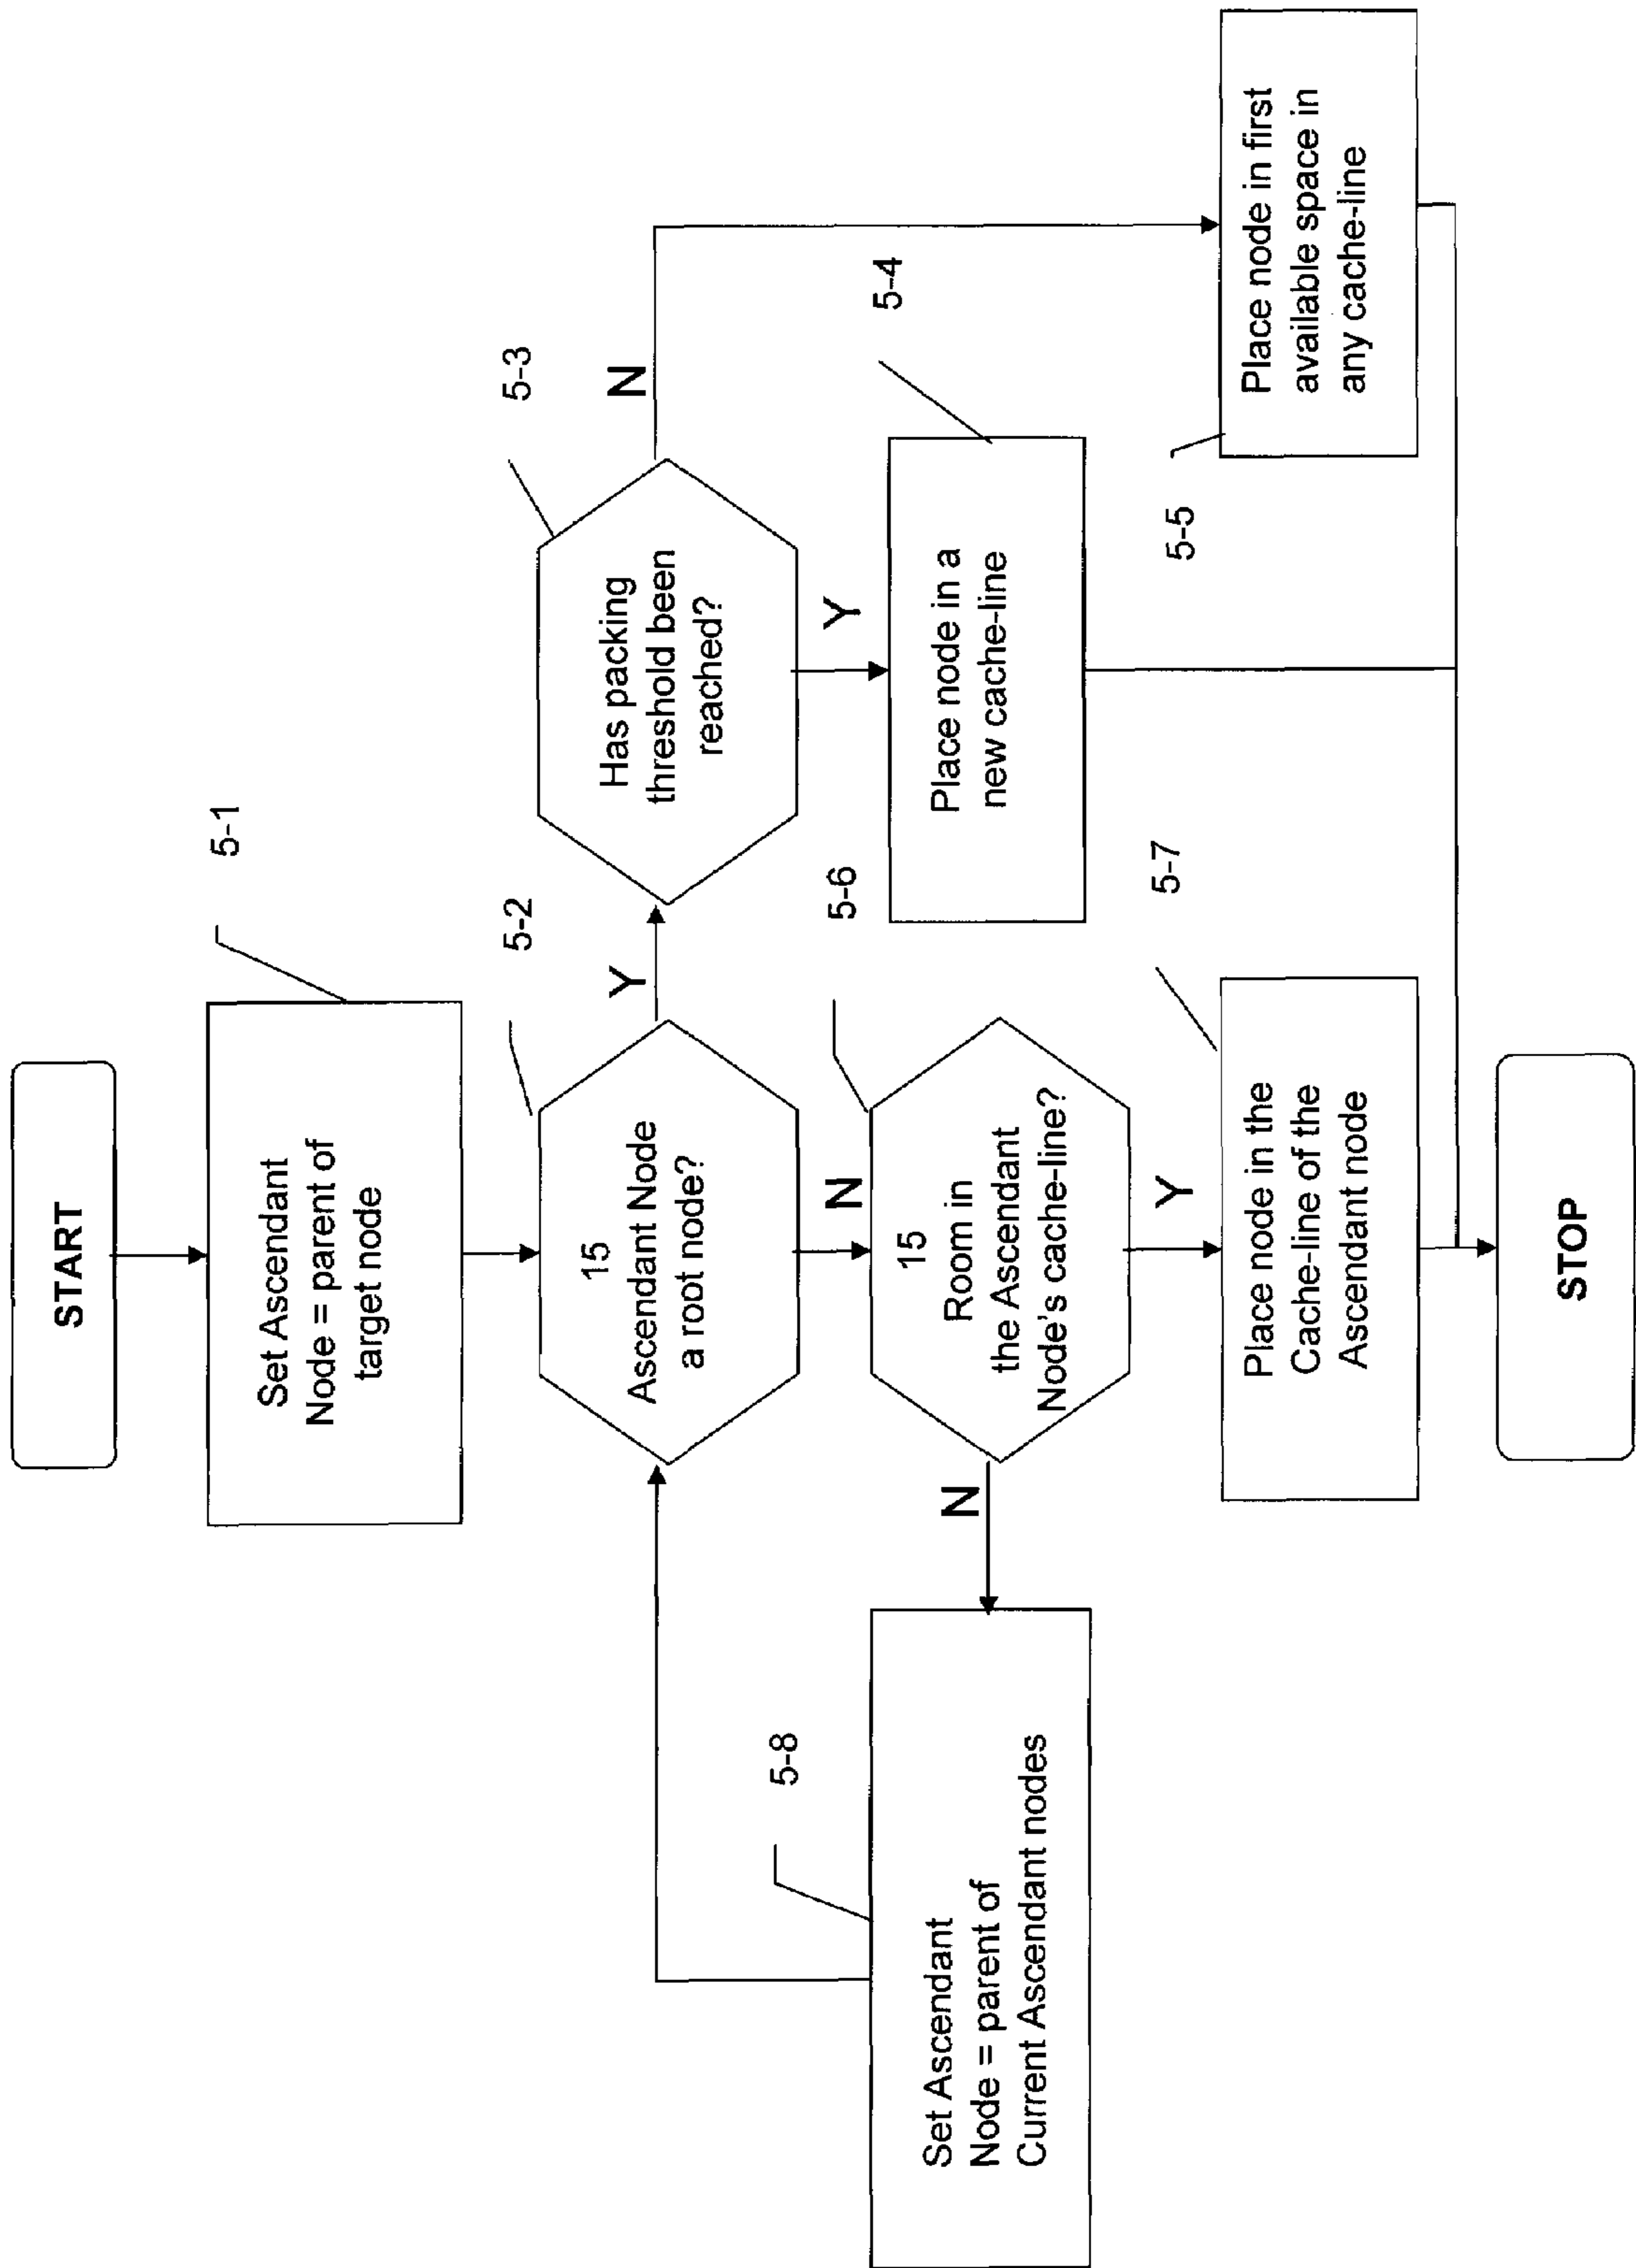 START
5-1
Set Ascendant
Node = parent of
target node
5-2
15
Ascendant Node
a root node?
Y
5-3
Has packing
threshold been
reached?
N
Y
5-4
Place node in a
new cache-line
5-5
Place node in first
available space in
any cache-line
N
5-6
15
Room in
the Ascendant
Node's cache-line?
N
5-8
Set Ascendant
Node = parent of
Current Ascendant nodes
Y
5-7
Place node in the
Cache-line of the
Ascendant node
STOP